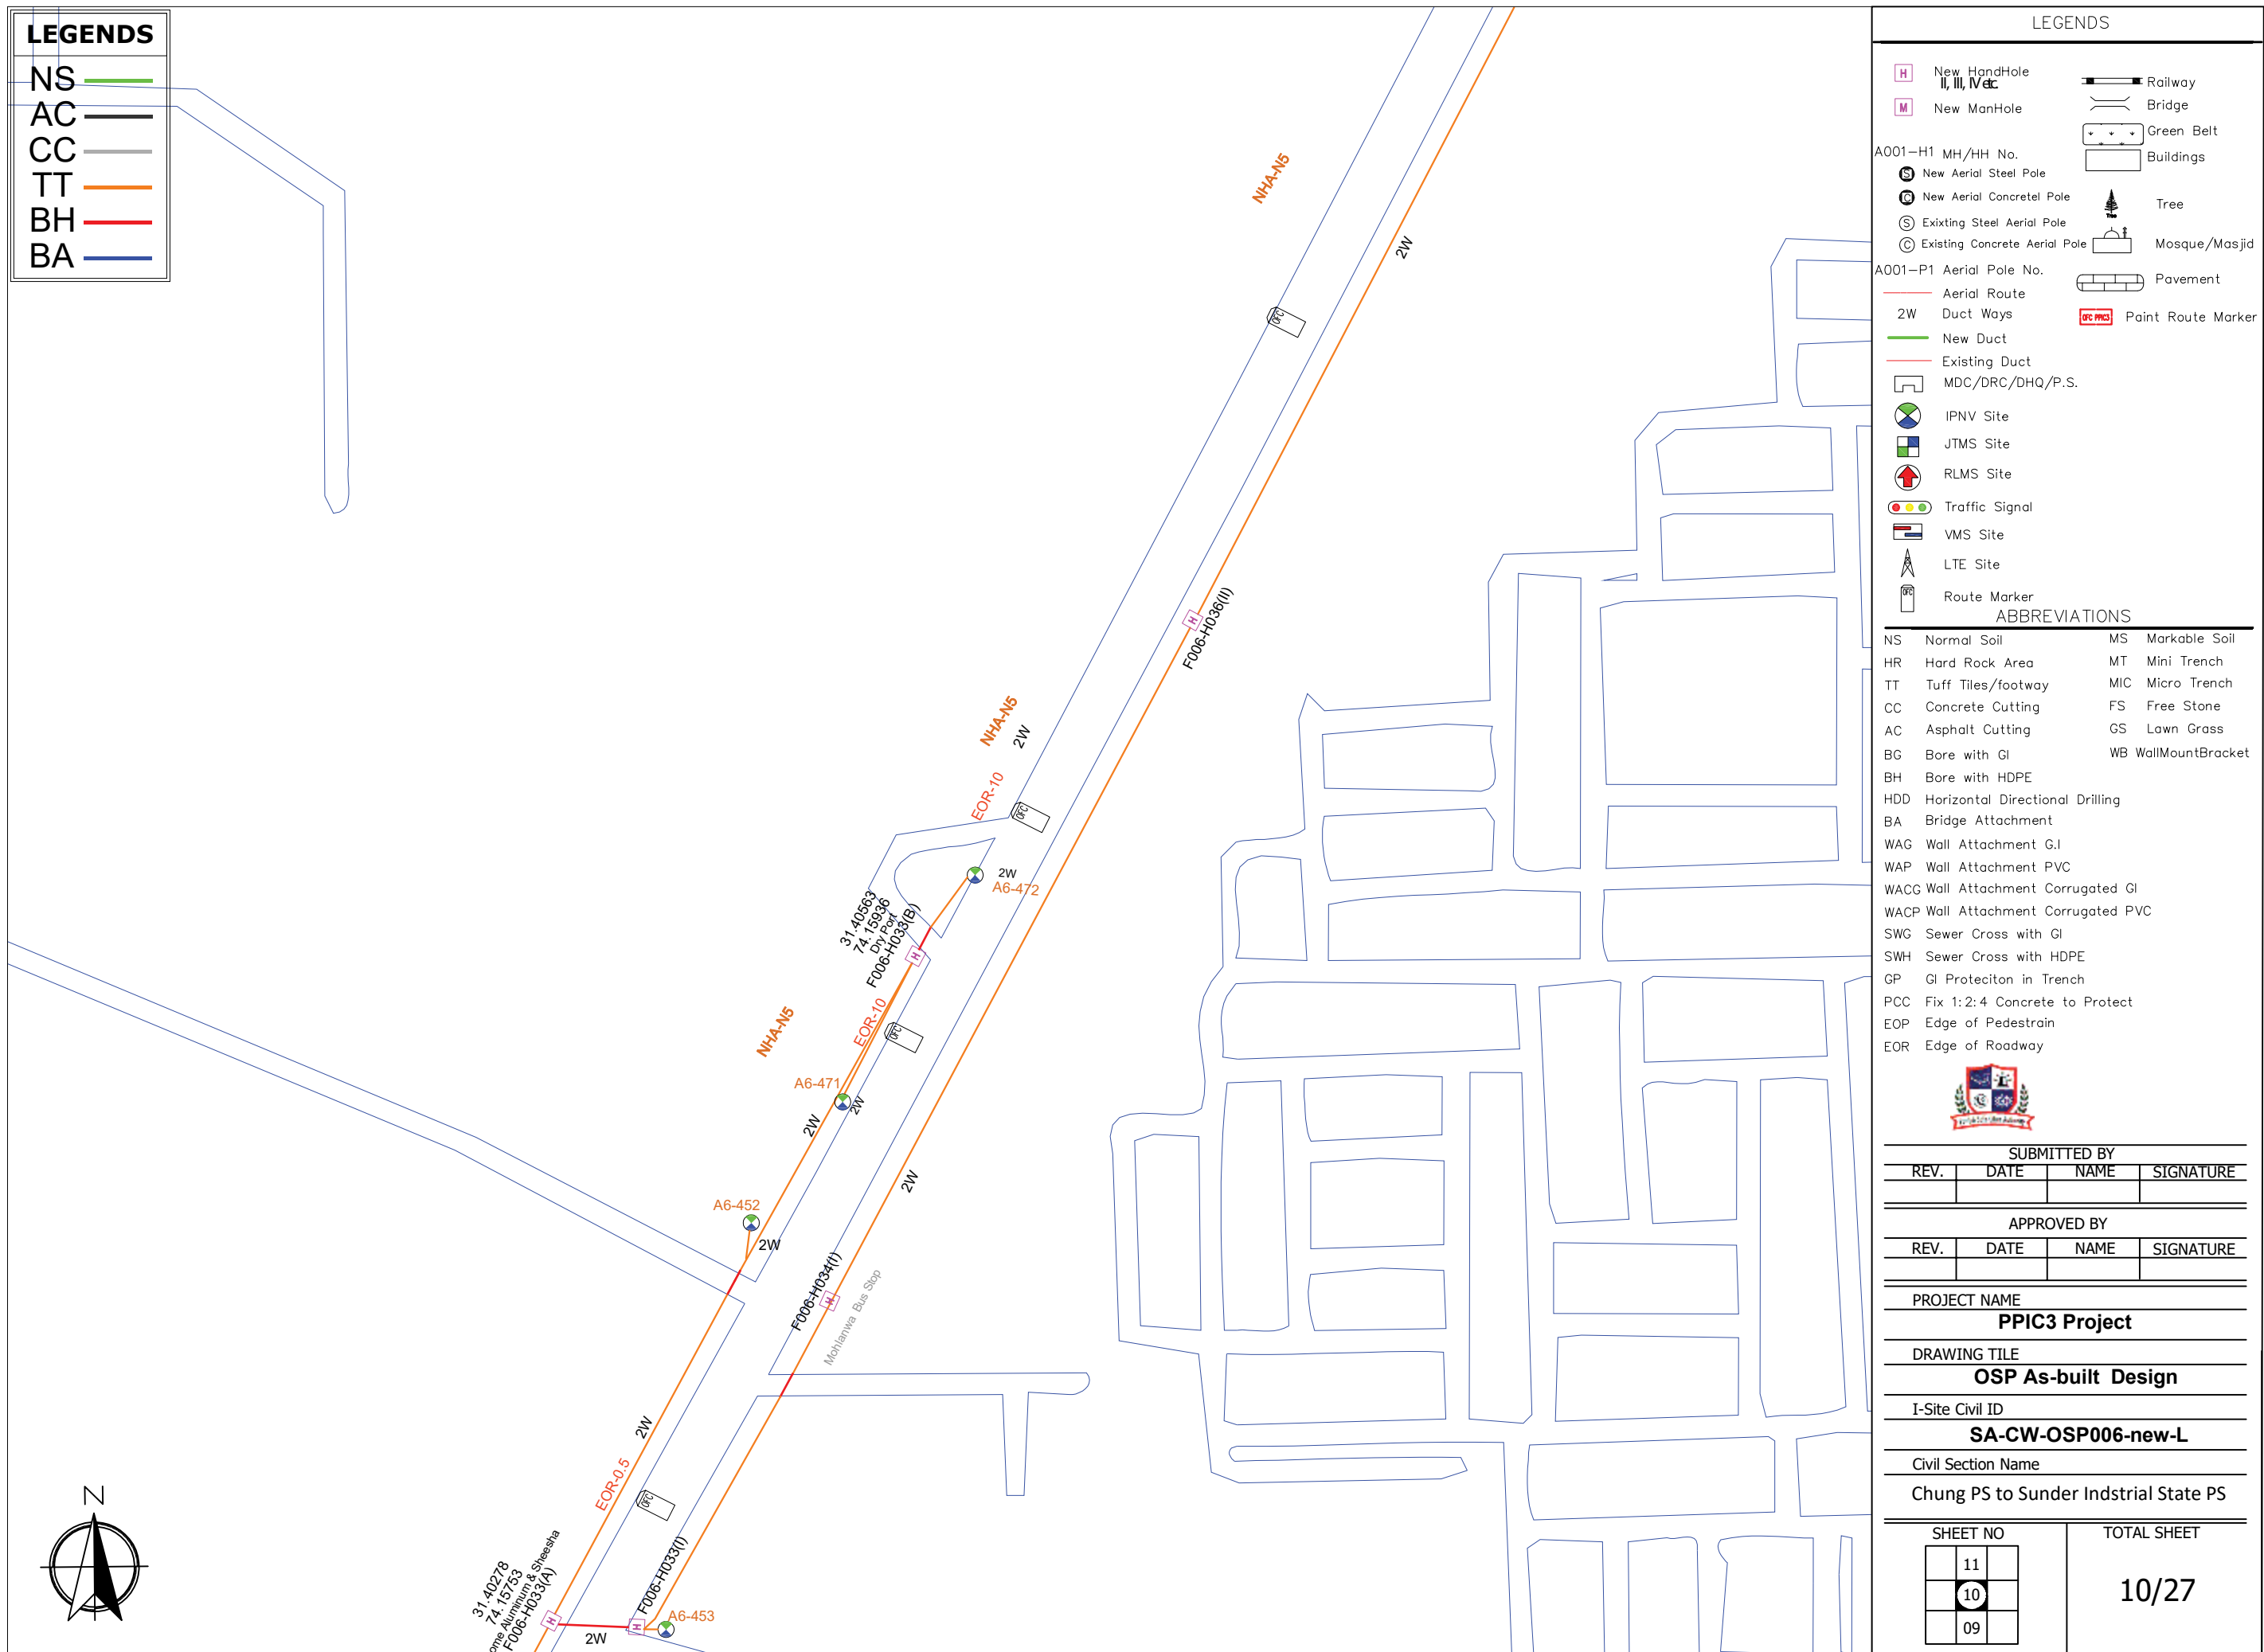 LEGENDS
NS
AC
CC
TT
BH
BA
NHA-N5
2W
OFC
F006-H036(II)
NHA-N5
2W
EOR-10
OFC
2W
A6-472
31.40563
74.15936
Dry Port
F006-H033(B)
EOR-10
OFC
NHA-N5
A6-471
2W
2W
2W
A6-452
2W
F006-H034(I)
Mohlanwa Bus Stop
2W
EOR-0.5
OFC
31.40278
74.15753
ome Aluminum & Sheesha
F006-H033(A)
F006-H033(I)
A6-453
2W
H
H
H
H
H
N
LEGENDS
H New HandHole
II, III, IV etc
M New ManHole
A001-H1 MH/HH No.
S New Aerial Steel Pole
C New Aerial Concretel Pole
S Exixting Steel Aerial Pole
C Existing Concrete Aerial Pole
A001-P1 Aerial Pole No.
Aerial Route
2W Duct Ways
New Duct
Existing Duct
MDC/DRC/DHQ/P.S.
IPNV Site
JTMS Site
RLMS Site
Traffic Signal
VMS Site
LTE Site
OFC Route Marker
Railway
Bridge
Green Belt
Buildings
Tree Tree
Mosque/Masjid
Pavement
OFC PPIC3 Paint Route Marker
ABBREVIATIONS
NS Normal Soil
HR Hard Rock Area
TT Tuff Tiles/footway
CC Concrete Cutting
AC Asphalt Cutting
BG Bore with GI
BH Bore with HDPE
HDD Horizontal Directional Drilling
BA Bridge Attachment
WAG Wall Attachment G.I
WAP Wall Attachment PVC
WACG Wall Attachment Corrugated GI
WACP Wall Attachment Corrugated PVC
SWG Sewer Cross with GI
SWH Sewer Cross with HDPE
GP GI Proteciton in Trench
PCC Fix 1:2:4 Concrete to Protect
EOP Edge of Pedestrain
EOR Edge of Roadway
MS Markable Soil
MT Mini Trench
MIC Micro Trench
FS Free Stone
GS Lawn Grass
WB WallMountBracket
SUBMITTED BY
REV. DATE NAME SIGNATURE
APPROVED BY
REV. DATE NAME SIGNATURE
PROJECT NAME
PPIC3 Project
DRAWING TILE
OSP As-built Design
I-Site Civil ID
SA-CW-OSP006-new-L
Civil Section Name
Chung PS to Sunder Indstrial State PS
SHEET NO
11
10
09
TOTAL SHEET
10/27